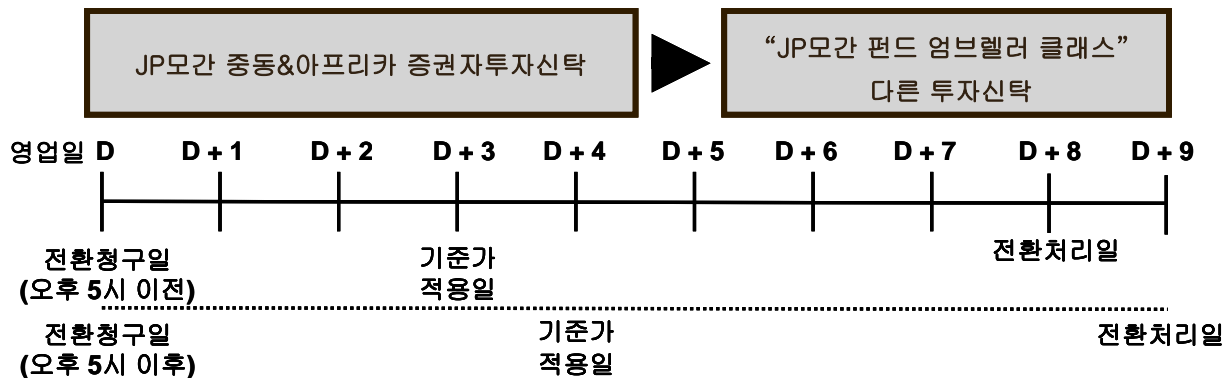 JP모간 중동&아프리카 증권자투자신탁
“JP모간 펀드 엄브렐러 클래스”
다른 투자신탁
영업일 D D + 1 D + 2 D + 3 D + 4 D + 5 D + 6 D + 7 D + 8 D + 9
전환청구일 기준가 전환처리일
(오후 5시 이전) 적용일
전환청구일 기준가 전환처리일
(오후 5시 이후) 적용일